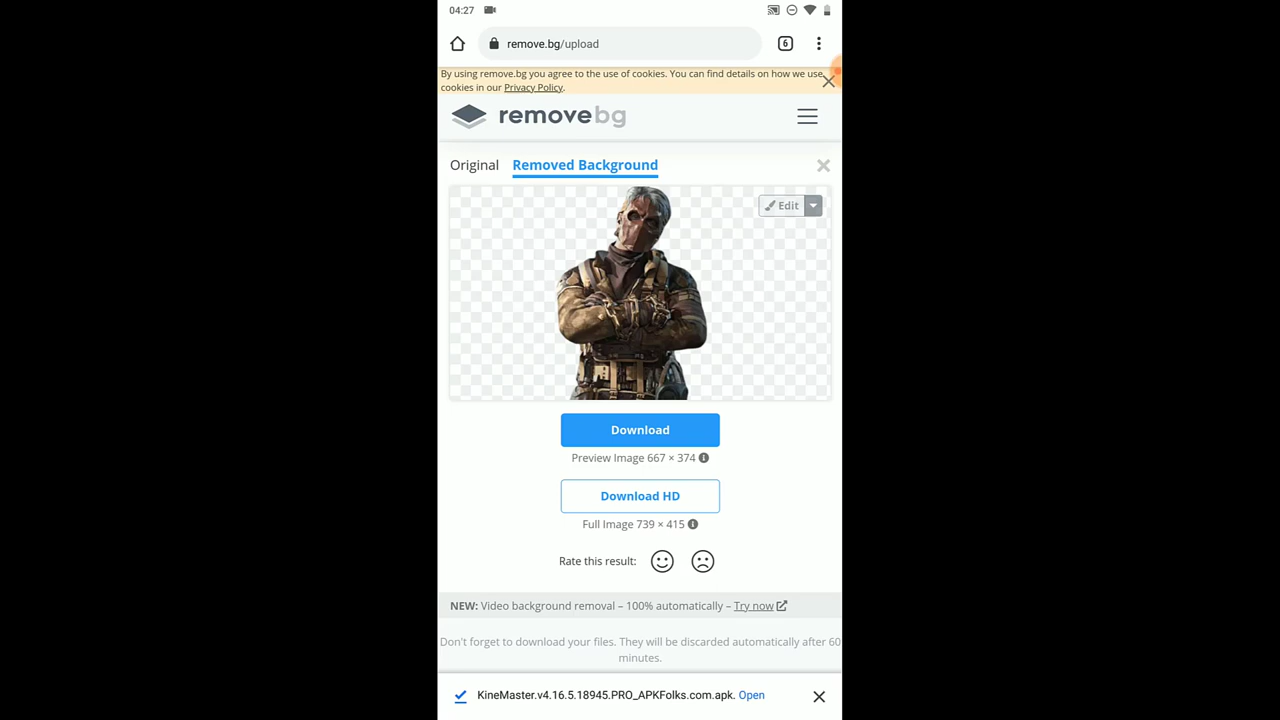 04:27
remove.bg/upload
6
By using remove.bg you agree to the use of cookies. You can find details on how we use
cookies in our Privacy Policy.
removebg
Original Removed Background
Edit
Download
Preview Image 667 × 374
Download HD
Full Image 739 × 415
Rate this result:
NEW: Video background removal – 100% automatically – Try now
Don't forget to download your files. They will be discarded automatically after 60
minutes.
KineMaster.v4.16.5.18945.PRO_APKFolks.com.apk. Open